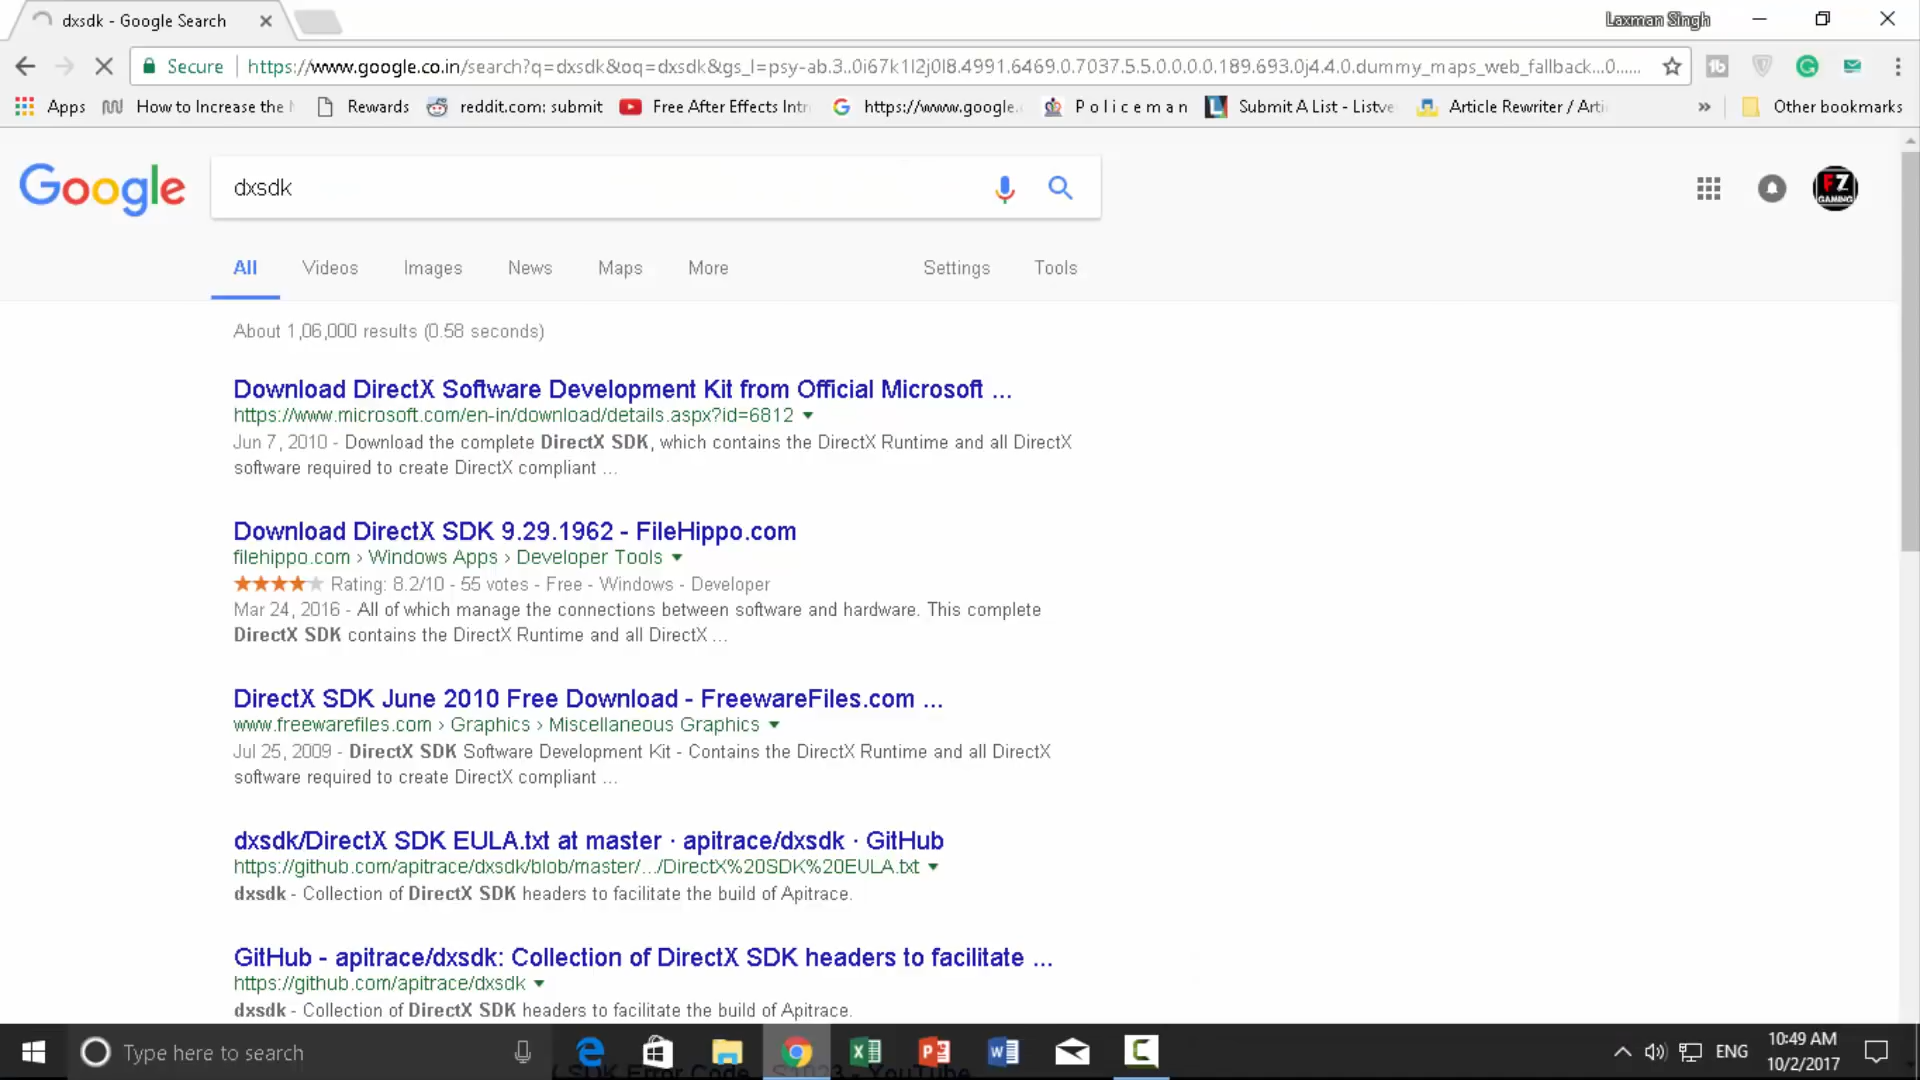 dxsdk - Google Search
Laxman Singh
Secure https://www.google.co.in/search?q=dxsdk&oq=dxsdk&gs_l=psy-ab.3..0i67k1l2j0l8.4991.6469.0.7037.5.5.0.0.0.0.189.693.0j4.4.0.dummy_maps_web_fallback...0......
Apps How to Increase the Rewards reddit.com: submit Free After Effects Intr https://www.google. P o l i c e m a n Submit A List - Listve Article Rewriter / Arti » Other bookmarks
Google dxsdk
FZ
GAMING
All Videos Images News Maps More Settings Tools
About 1,06,000 results (0.58 seconds)
Download DirectX Software Development Kit from Official Microsoft ...
https://www.microsoft.com/en-in/download/details.aspx?id=6812
Jun 7, 2010 - Download the complete DirectX SDK, which contains the DirectX Runtime and all DirectX
software required to create DirectX compliant ...
Download DirectX SDK 9.29.1962 - FileHippo.com
filehippo.com › Windows Apps › Developer Tools
Rating: 8.2/10 - 55 votes - Free - Windows - Developer
Mar 24, 2016 - All of which manage the connections between software and hardware. This complete
DirectX SDK contains the DirectX Runtime and all DirectX ...
DirectX SDK June 2010 Free Download - FreewareFiles.com ...
www.freewarefiles.com › Graphics › Miscellaneous Graphics
Jul 25, 2009 - DirectX SDK Software Development Kit - Contains the DirectX Runtime and all DirectX
software required to create DirectX compliant ...
dxsdk/DirectX SDK EULA.txt at master · apitrace/dxsdk · GitHub
https://github.com/apitrace/dxsdk/blob/master/.../DirectX%20SDK%20EULA.txt
dxsdk - Collection of DirectX SDK headers to facilitate the build of Apitrace.
GitHub - apitrace/dxsdk: Collection of DirectX SDK headers to facilitate ...
https://github.com/apitrace/dxsdk
dxsdk - Collection of DirectX SDK headers to facilitate the build of Apitrace.
Type here to search
ENG
10:49 AM
10/2/2017
SDK Error Code S1023 - YouTube